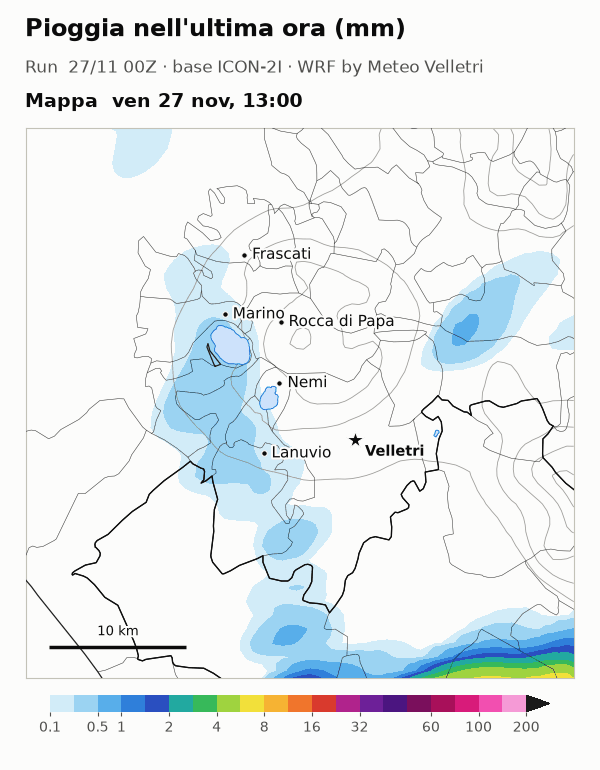 Pioggia nell'ultima ora (mm)
Run  27/11 00Z · base ICON-2I · WRF by Meteo Velletri
Mappa  ven 27 nov, 13:00
Frascati
Marino
Rocca di Papa
Nemi
Velletri
Lanuvio
10 km
0.1 0.5 1 2 4 8 16 32 60 100 200